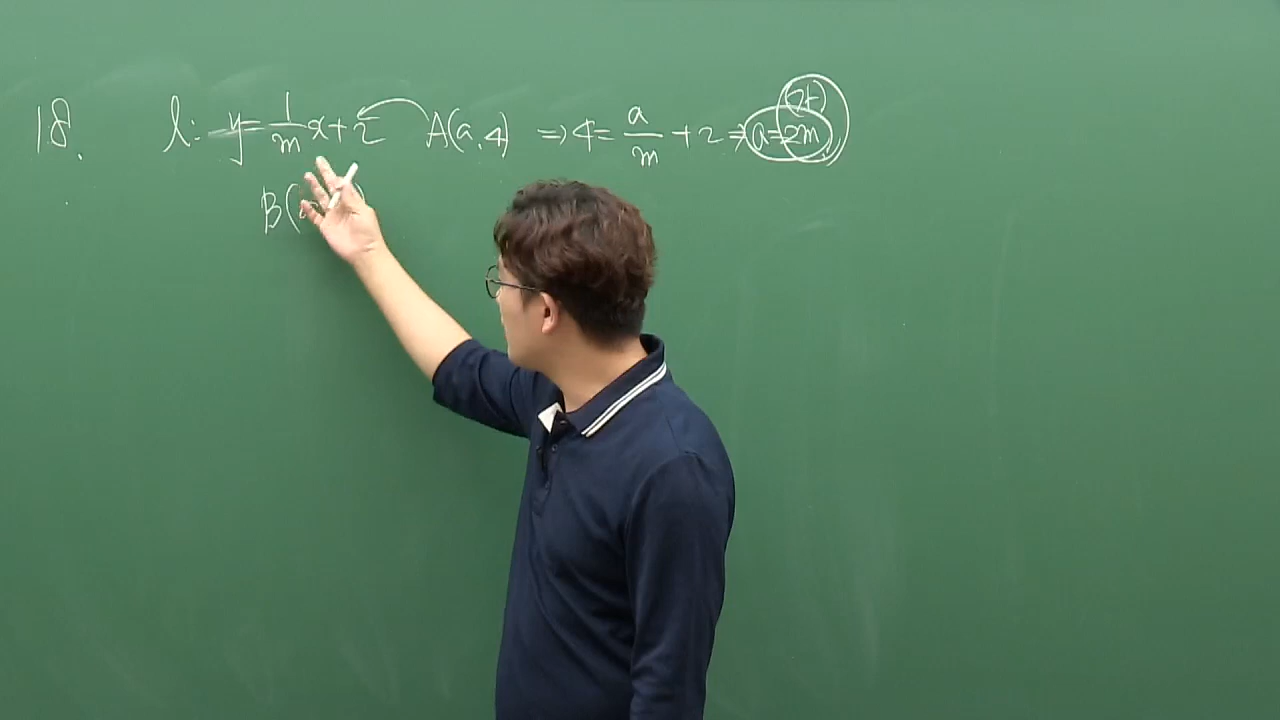 18. l: y = 1/m x + 2 A(a, 4) ⇒ 4 = a/m + 2 ⇒ a = 2m
B(